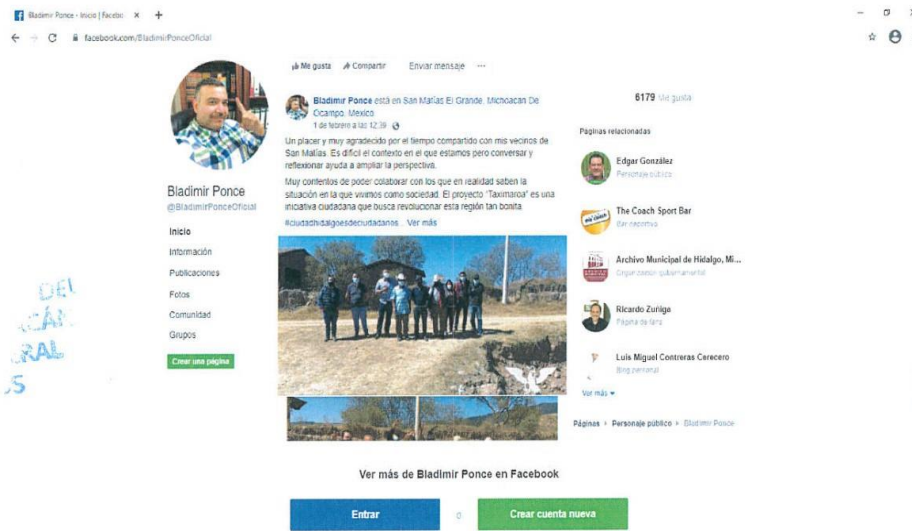 Bladimir Ponce - Inicio | Facebo
facebook.com/BladimirPonceOficial
Me gusta Compartir Enviar mensaje ...
Bladimir Ponce está en San Matías El Grande, Michoacán De
Ocampo, Mexico
1 de febrero a las 12:39
Un placer y muy agradecido por el tiempo compartido con mis vecinos de
San Matías. Es difícil el contexto en el que estamos pero conversar y
reflexionar ayuda a ampliar la perspectiva.
Muy contentos de poder colaborar con los que en realidad saben la
situación en la que vivimos como sociedad. El proyecto "Taximaroa" es una
iniciativa ciudadana que busca revolucionar esta región tan bonita
#ciudadhidalgoesdeciudadanos... Ver más
Bladimir Ponce
@BladimirPonceOficial
Inicio
Información
Publicaciones
Fotos
Comunidad
Grupos
Crear una página
DEL
RAL
6179 Me gusta
Páginas relacionadas
Edgar González
Personaje público
The Coach Sport Bar
Bar deportivo
Archivo Municipal de Hidalgo, Mi...
Organización gubernamental
Ricardo Zuñiga
Página de fans
Luis Miguel Contreras Cerecero
Blog personal
Ver más
Páginas Personaje público Bladimir Ponce
Ver más de Bladimir Ponce en Facebook
Entrar o Crear cuenta nueva